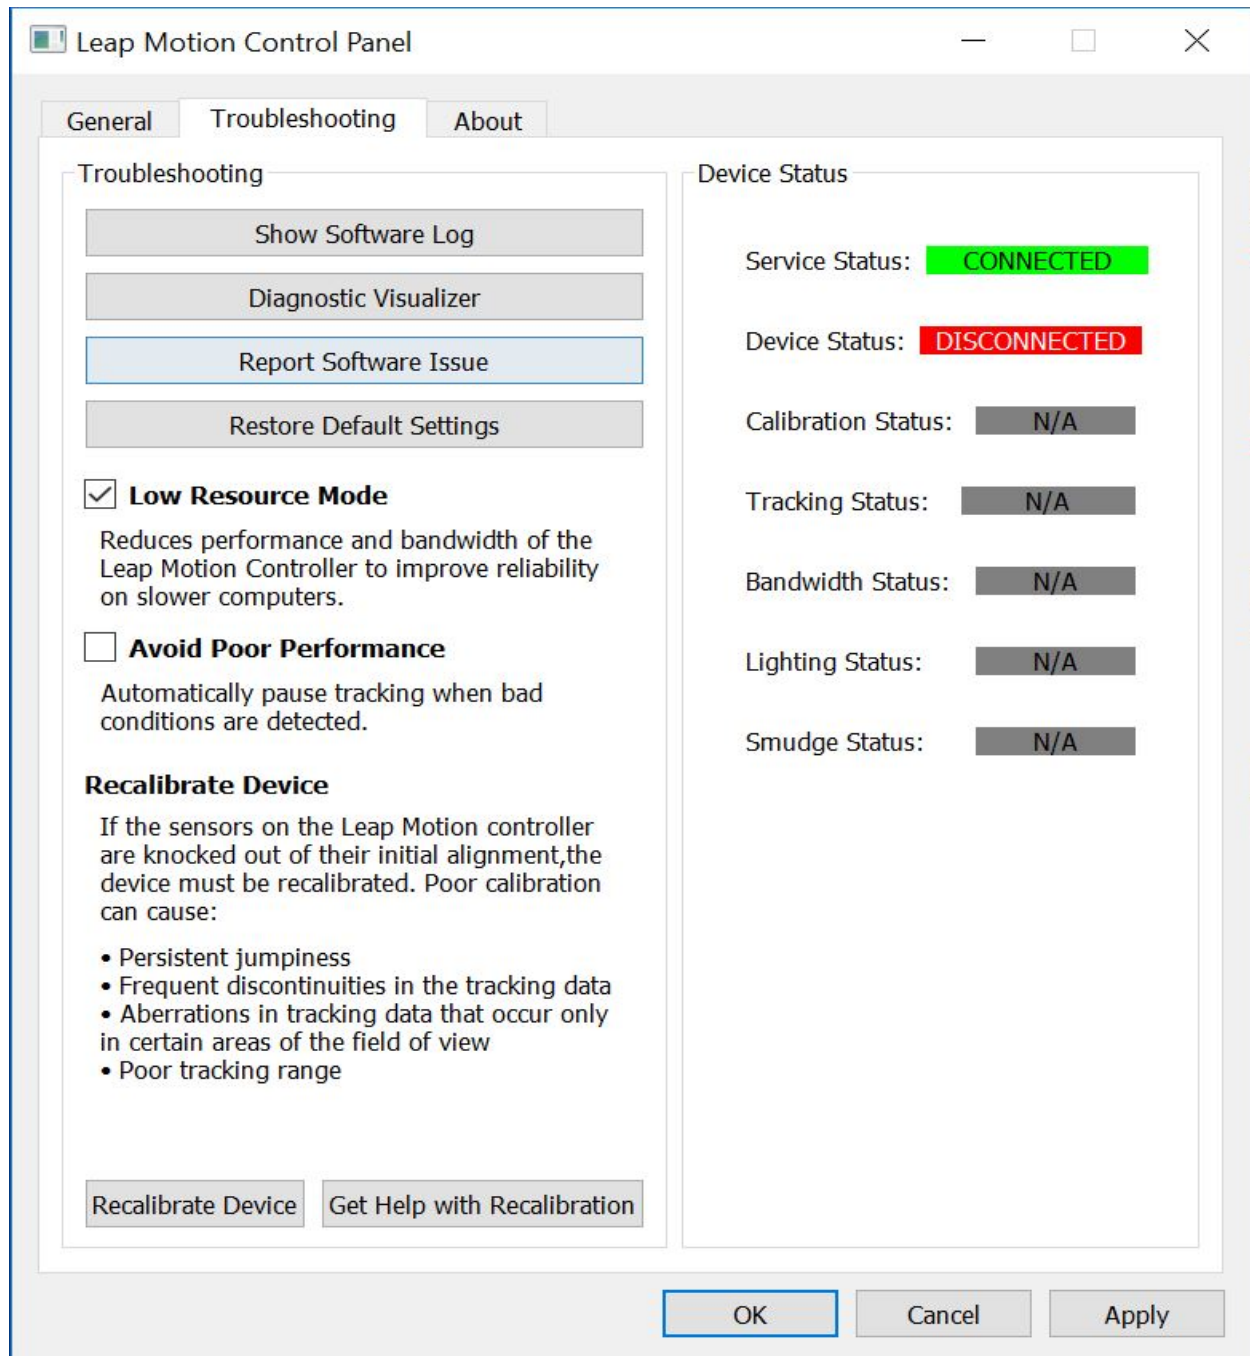 Leap Motion Control Panel
General
Troubleshooting
About
Troubleshooting
Show Software Log
Diagnostic Visualizer
Report Software Issue
Restore Default Settings
Low Resource Mode
Reduces performance and bandwidth of the
Leap Motion Controller to improve reliability
on slower computers.
Avoid Poor Performance
Automatically pause tracking when bad
conditions are detected.
Recalibrate Device
If the sensors on the Leap Motion controller
are knocked out of their initial alignment,the
device must be recalibrated. Poor calibration
can cause:
• Persistent jumpiness
• Frequent discontinuities in the tracking data
• Aberrations in tracking data that occur only
in certain areas of the field of view
• Poor tracking range
Recalibrate Device
Get Help with Recalibration
Device Status
Service Status: CONNECTED
Device Status: DISCONNECTED
Calibration Status: N/A
Tracking Status: N/A
Bandwidth Status: N/A
Lighting Status: N/A
Smudge Status: N/A
OK
Cancel
Apply